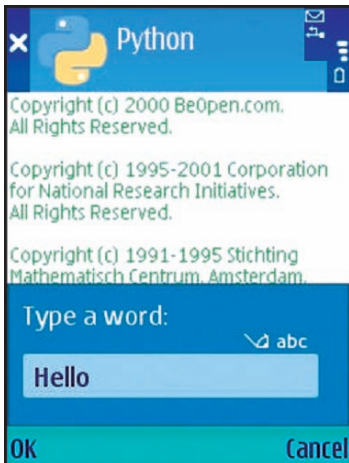 Python
Copyright (c) 2000 BeOpen.com.
All Rights Reserved.
Copyright (c) 1995-2001 Corporation
for National Research Initiatives.
All Rights Reserved.
Copyright (c) 1991-1995 Stichting
Mathematisch Centrum, Amsterdam.
Type a word:
abc
Hello
OK Cancel